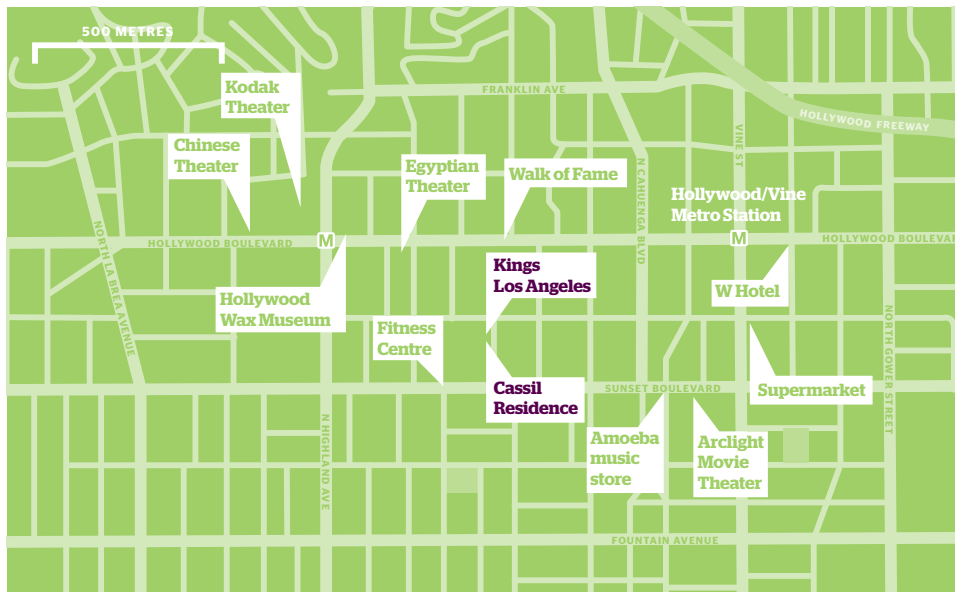 500 METRES
Kodak
Theater
FRANKLIN AVE
HOLLYWOOD FREEWAY
VINE ST
Chinese
Theater
Egyptian
Theater
Walk of Fame
N CAHUENGA BLVD
Hollywood/Vine
Metro Station
NORTH LA BREA AVENUE
HOLLYWOOD BOULEVARD
M
M
HOLLYWOOD BOULEVAR
Kings
Los Angeles
W Hotel
Hollywood
Wax Museum
Fitness
Centre
NORTH GOWER STREET
Cassil
Residence
SUNSET BOULEVARD
Supermarket
N HIGHLAND AVE
Amoeba
music
store
Arclight
Movie
Theater
FOUNTAIN AVENUE